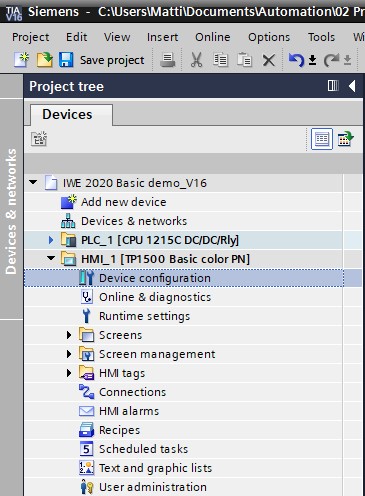 TIA
V16
Siemens - C:\Users\Matti\Documents\Automation\02 Pr
Project Edit View Insert Online Options Tools Wi
Save project
Project tree
Devices
Devices & networks
IWE 2020 Basic demo_V16
Add new device
Devices & networks
PLC_1 [CPU 1215C DC/DC/Rly]
HMI_1 [TP1500 Basic color PN]
Device configuration
Online & diagnostics
Runtime settings
Screens
Screen management
HMI tags
Connections
HMI alarms
Recipes
5 Scheduled tasks
Text and graphic lists
User administration